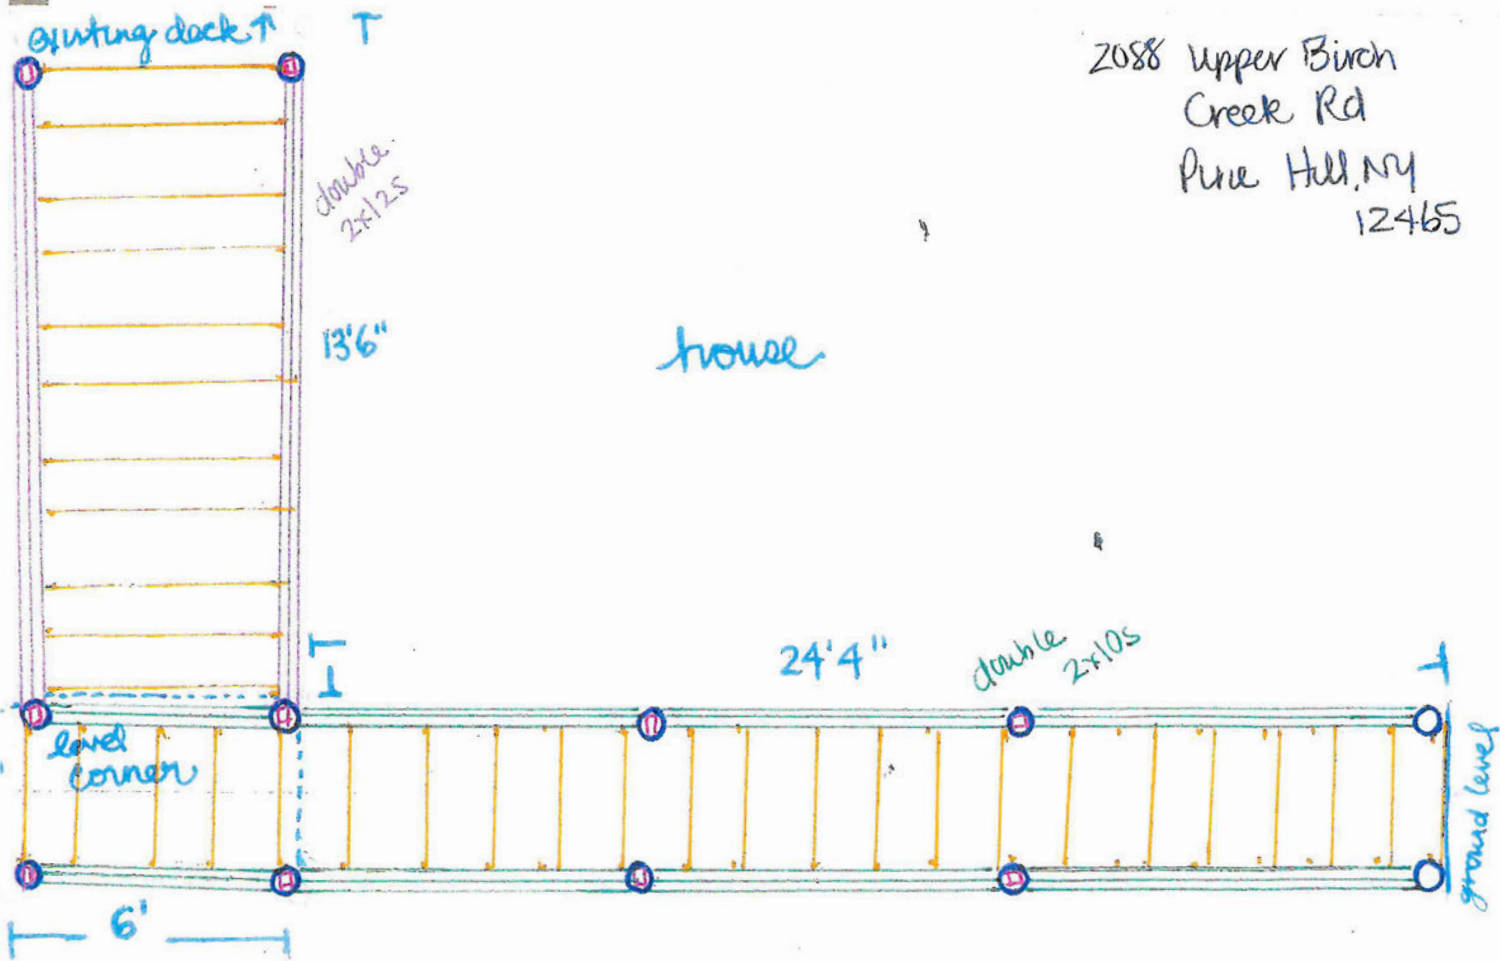 existing deck ↑
2088 Upper Birch
Creek Rd
Pine Hill, NY
12465
double
2x12s
13'6"
house
24'4"
double
2x10s
level
corner
ground level
6'